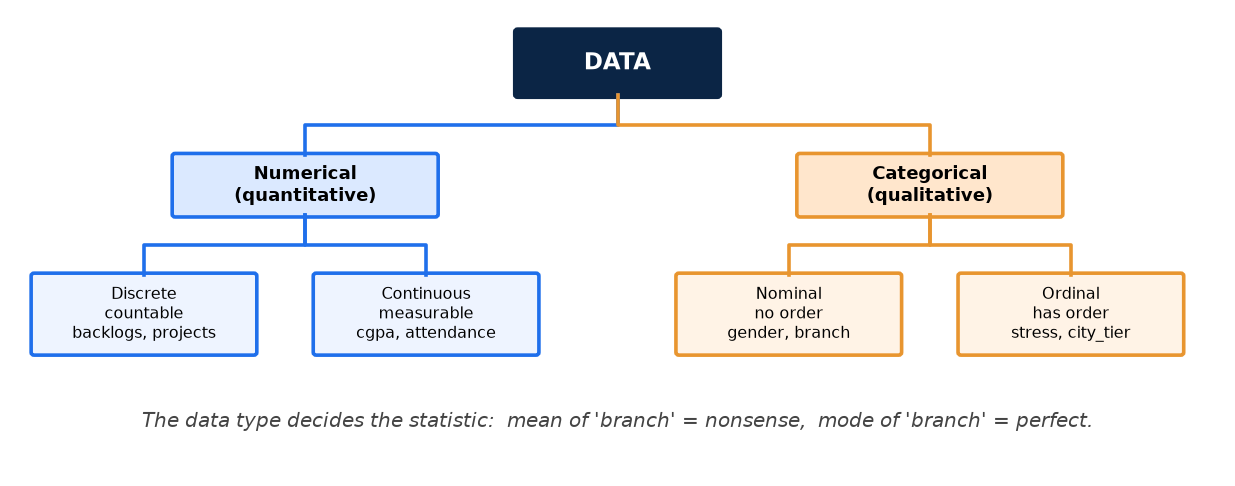 DATA
Numerical
(quantitative)
Categorical
(qualitative)
Discrete
countable
backlogs, projects
Continuous
measurable
cgpa, attendance
Nominal
no order
gender, branch
Ordinal
has order
stress, city_tier
The data type decides the statistic:  mean of 'branch' = nonsense,  mode of 'branch' = perfect.